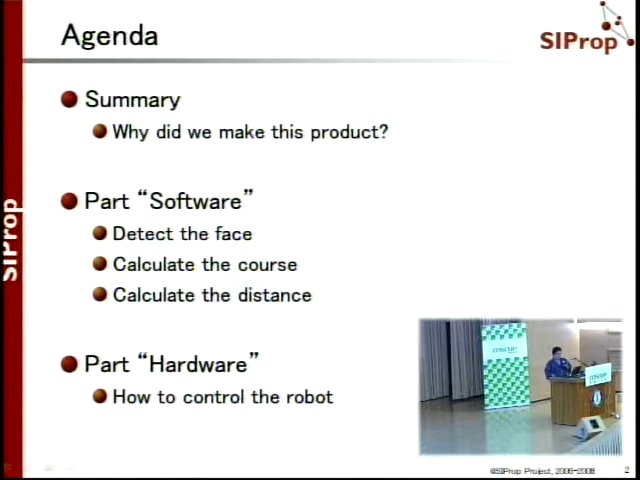 Agenda
SIProp
Summary
Why did we make this product?
Part “Software”
Detect the face
Calculate the course
Calculate the distance
Part “Hardware”
How to control the robot
SIProp
©SIProp Project, 2006-2008
2